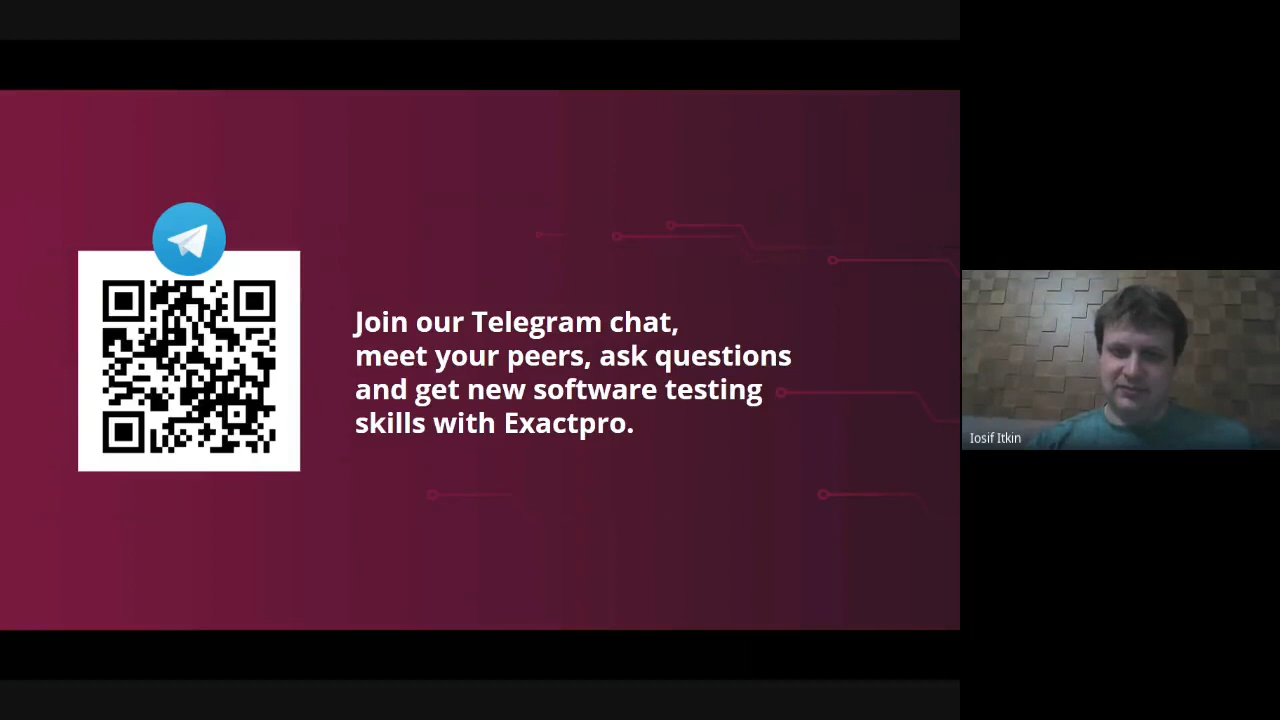 Join our Telegram chat,
meet your peers, ask questions
and get new software testing
skills with Exactpro.
Iosif Itkin